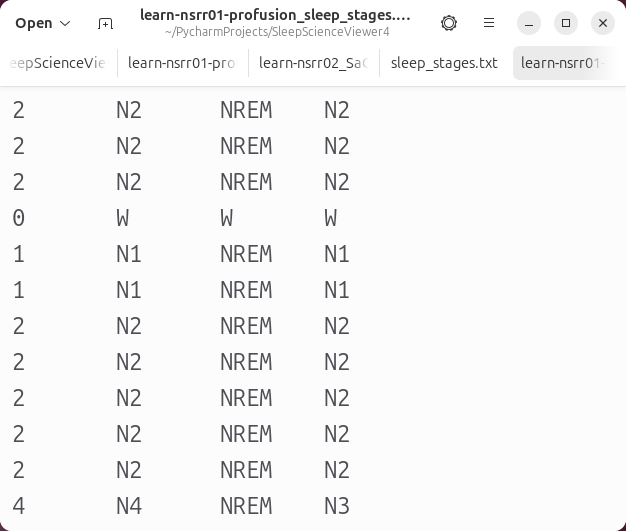 Open
learn-nsrr01-profusion_sleep_stages....
~/PycharmProjects/SleepScienceViewer4
eepScienceVie learn-nsrr01-pro learn-nsrr02_Sa sleep_stages.txt learn-nsrr01-
2 N2 NREM N2
2 N2 NREM N2
2 N2 NREM N2
0 W W W
1 N1 NREM N1
1 N1 NREM N1
2 N2 NREM N2
2 N2 NREM N2
2 N2 NREM N2
2 N2 NREM N2
2 N2 NREM N2
4 N4 NREM N3